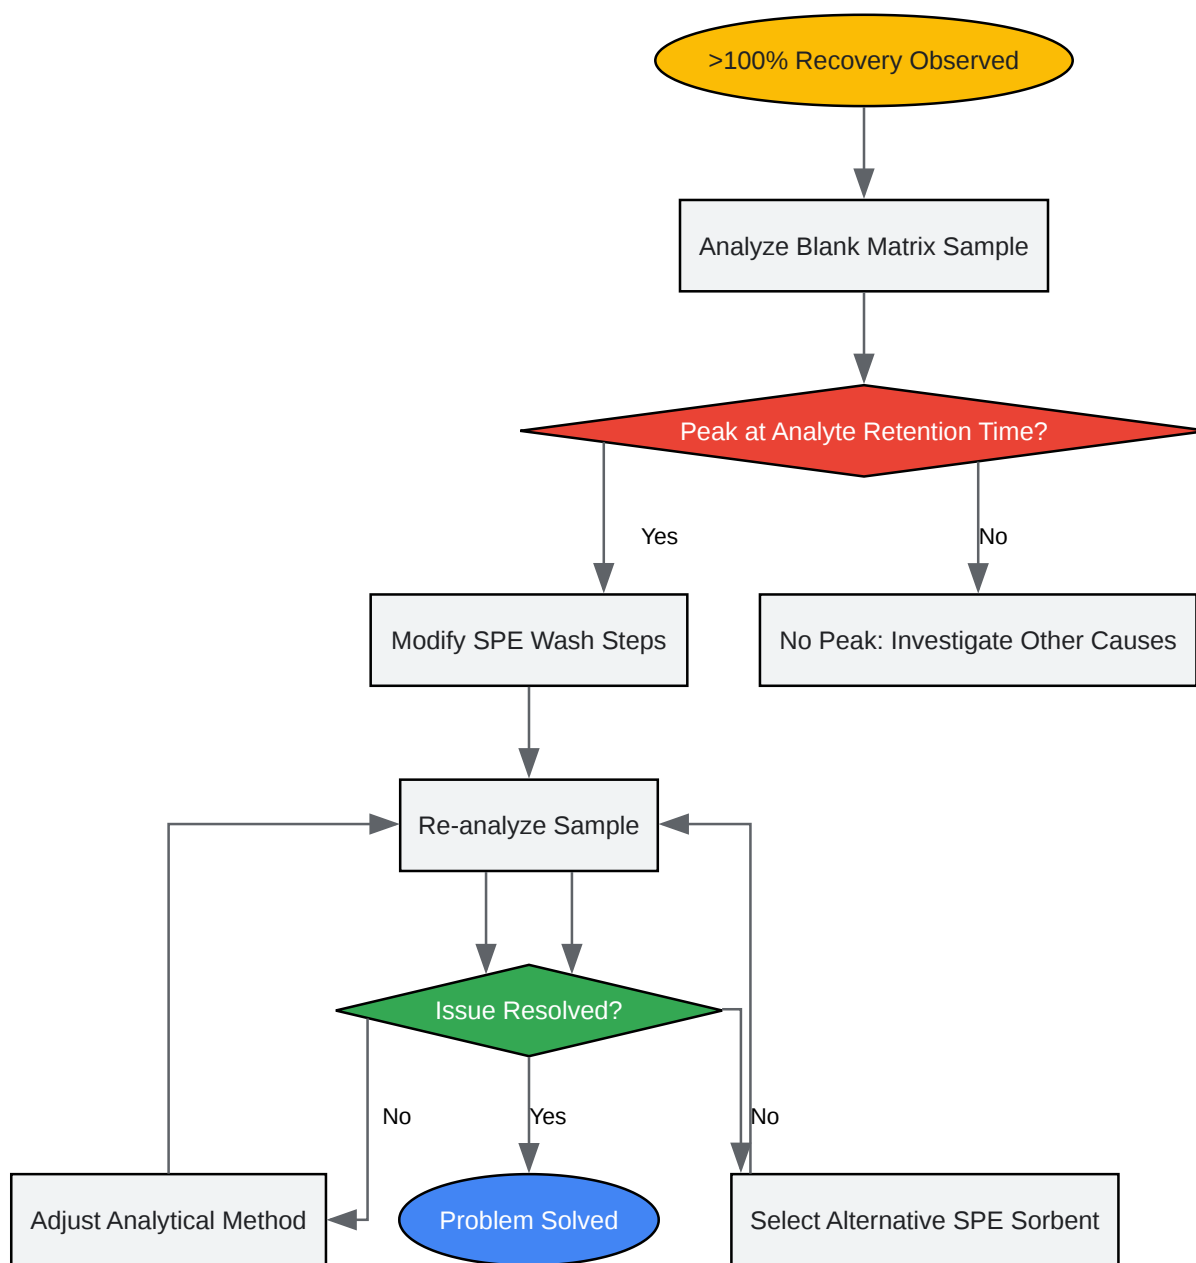 >100% Recovery Observed
Analyze Blank Matrix Sample
Peak at Analyte Retention Time?
Yes
No
Modify SPE Wash Steps
No Peak: Investigate Other Causes
Re-analyze Sample
Issue Resolved?
No
Yes
No
Adjust Analytical Method
Problem Solved
Select Alternative SPE Sorbent